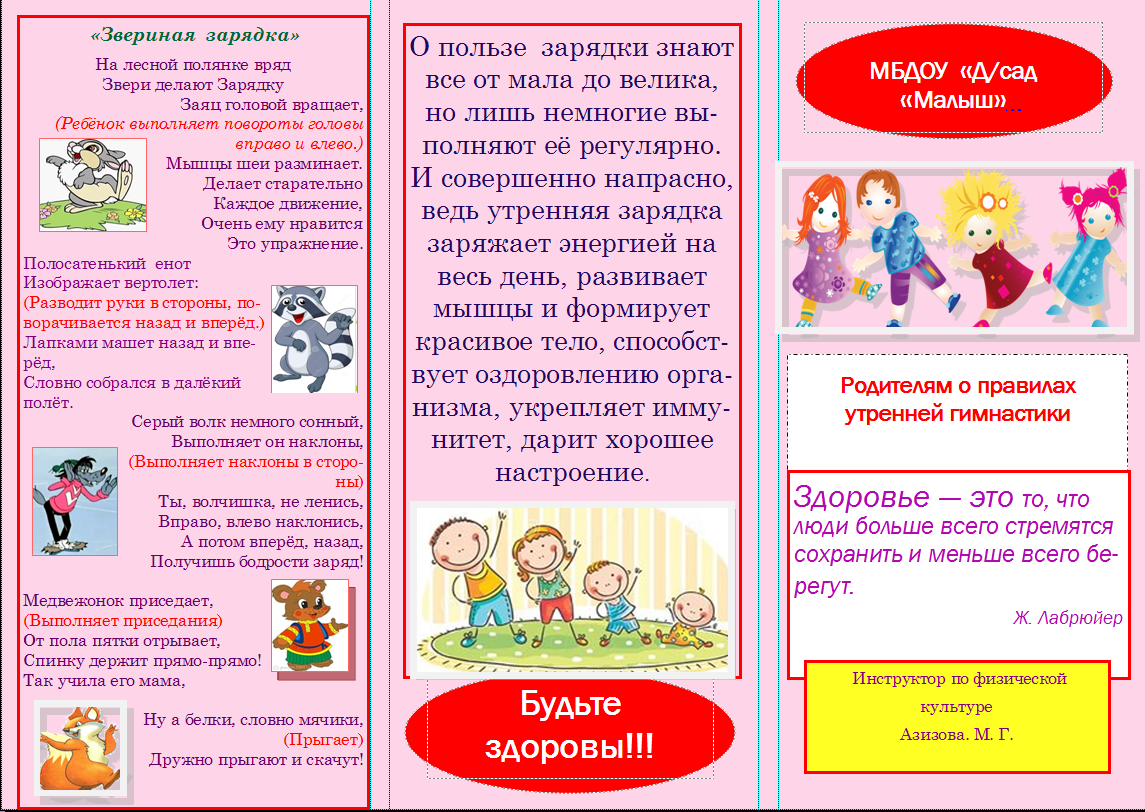 «Звериная зарядка»
На лесной полянке вряд
Звери делают Зарядку
Заяц головой вращает,
(Ребёнок выполняет повороты головы
вправо и влево.)
Мышцы шеи разминает.
Делает старательно
Каждое движение,
Очень ему нравится
Это упражнение.
Полосатенький енот
Изображает вертолет:
(Разводит руки в стороны, по-
ворачивается назад и вперёд.)
Лапками машет назад и впе-
рёд,
Словно собрался в далёкий
полёт.
Серый волк немного сонный,
Выполняет он наклоны,
(Выполняет наклоны в сторо-
ны)
Ты, волчишка, не ленись,
Вправо, влево наклонись,
А потом вперёд, назад,
Получишь бодрости заряд!
Медвежонок приседает,
(Выполняет приседания)
От пола пятки отрывает,
Спинку держит прямо-прямо!
Так учила его мама,
Ну а белки, словно мячики,
(Прыгает)
Дружно прыгают и скачут!
О пользе зарядки знают
все от мала до велика,
но лишь немногие вы-
полняют её регулярно.
И совершенно напрасно,
ведь утренняя зарядка
заряжает энергией на
весь день, развивает
мышцы и формирует
красивое тело, способст-
вует оздоровлению орга-
низма, укрепляет имму-
нитет, дарит хорошее
настроение.
Будьте
здоровы!!!
МБДОУ «Д/сад
«Малыш»...
Родителям о правилах
утренней гимнастики
Здоровье — это то, что
люди больше всего стремятся
сохранить и меньше всего бе-
регут.
Ж. Лабрюйер
Инструктор по физической
культуре
Азизова. М. Г.